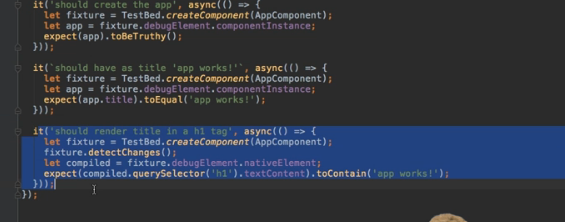 it('should create the app', async(() => {
let fixture = TestBed.createComponent(AppComponent);
let app = fixture.debugElement.componentInstance;
expect(app).toBeTruthy();
}));
it(`should have as title 'app works!'`, async(() => {
let fixture = TestBed.createComponent(AppComponent);
let app = fixture.debugElement.componentInstance;
expect(app.title).toEqual('app works!');
}));
it('should render title in a h1 tag', async(() => {
let fixture = TestBed.createComponent(AppComponent);
fixture.detectChanges();
let compiled = fixture.debugElement.nativeElement;
expect(compiled.querySelector('h1').textContent).toContain('app works!');
}));
});